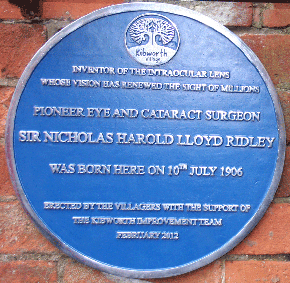 Kibworth
Village
INVENTOR OF THE INTRAOCULAR LENS
WHOSE VISION HAS RENEWED THE SIGHT OF MILLIONS
PIONEER EYE AND CATARACT SURGEON
SIR NICHOLAS HAROLD LLOYD RIDLEY
WAS BORN HERE ON 10TH JULY 1906
ERECTED BY THE VILLAGERS WITH THE SUPPORT OF
THE KIBWORTH IMPROVEMENT TEAM
FEBRUARY 2012